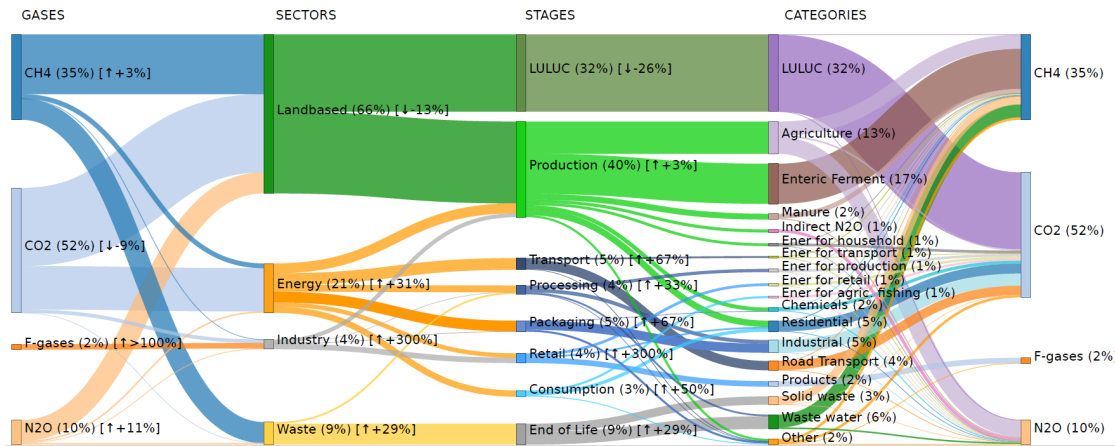 GASES
SECTORS
STAGES
CATEGORIES
CH4 (35%) [↑+3%]
CO2 (52%) [↓-9%]
F-gases (2%) [↑>100%]
N2O (10%) [↑+11%]
Landbased (66%) [↓-13%]
Energy (21%) [↑+31%]
Industry (4%) [↑+300%]
Waste (9%) [↑+29%]
LULUC (32%) [↓-26%]
Production (40%) [↑+3%]
Transport (5%) [↑+67%]
Processing (4%) [↑+33%]
Packaging (5%) [↑+67%]
Retail (4%) [↑+300%]
Consumption (3%) [↑+50%]
End of Life (9%) [↑+29%]
LULUC (32%)
Agriculture (13%)
Enteric Ferment (17%)
Manure (2%)
Indirect N2O (1%)
Ener for household (1%)
Ener for transport (1%)
Ener for production (1%)
Ener for retail (1%)
Ener for agric. fishing (1%)
Chemicals (2%)
Residential (5%)
Industrial (5%)
Road Transport (4%)
Products (2%)
Solid waste (3%)
Waste water (6%)
Other (2%)
CH4 (35%)
CO2 (52%)
F-gases (2%)
N2O (10%)